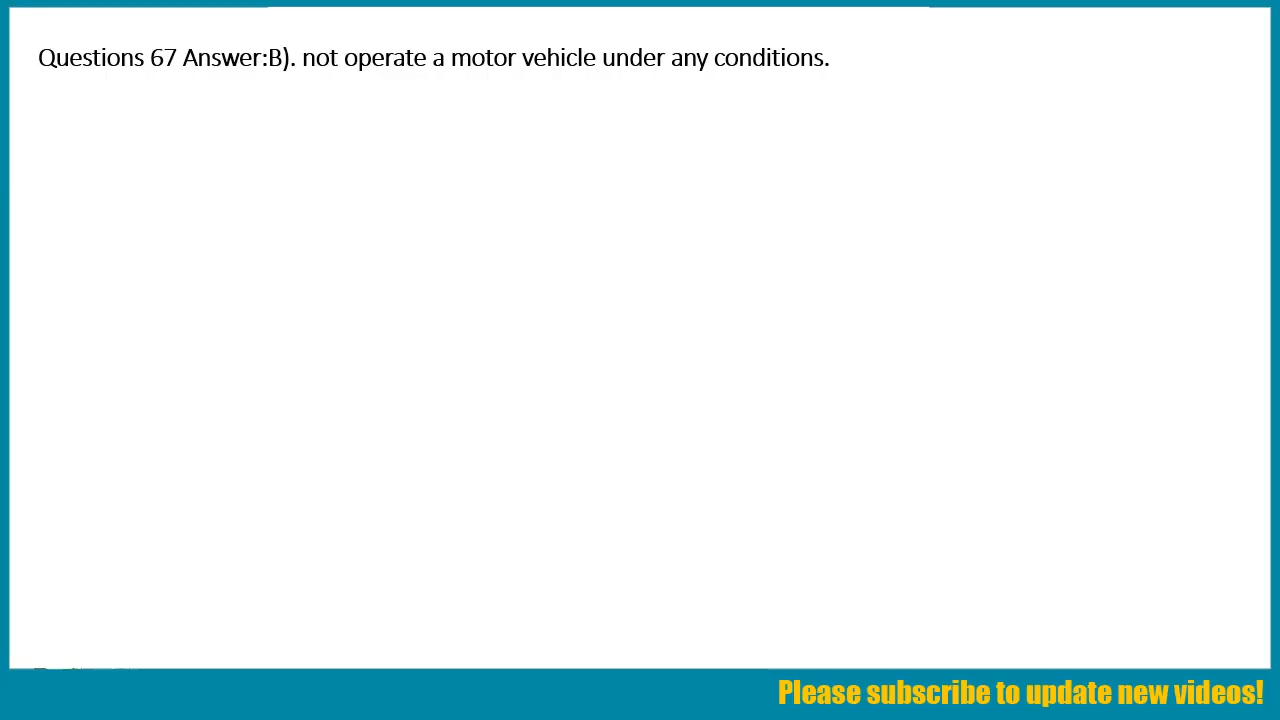 Questions 67 Answer:B). not operate a motor vehicle under any conditions.
Please subscribe to update new videos!